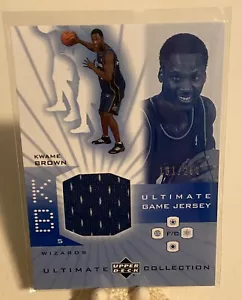 KWAME
BROWN
K
B
5
WIZARDS
ULTIMATE
GAME JERSEY
F/C
UPPER
DECK
ULTIMATE COLLECTION